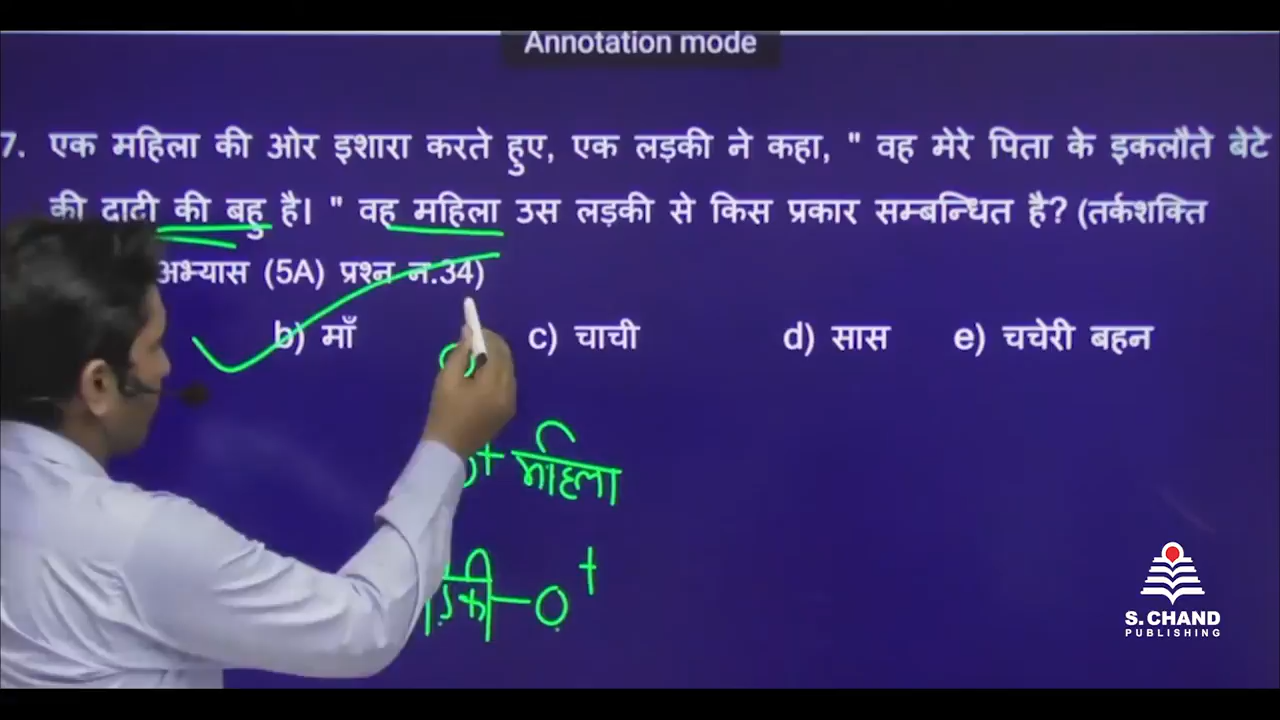 Annotation mode
7. एक महिला की ओर इशारा करते हुए, एक लड़की ने कहा, " वह मेरे पिता के इकलौते बेटे
की दादी की बहु है। " वह महिला उस लड़की से किस प्रकार सम्बन्धित है? (तर्कशक्ति
अभ्यास (5A) प्रश्न न.34)
b) माँ c) चाची d) सास e) चचेरी बहन
+ महिला
S. CHAND
PUBLISHING